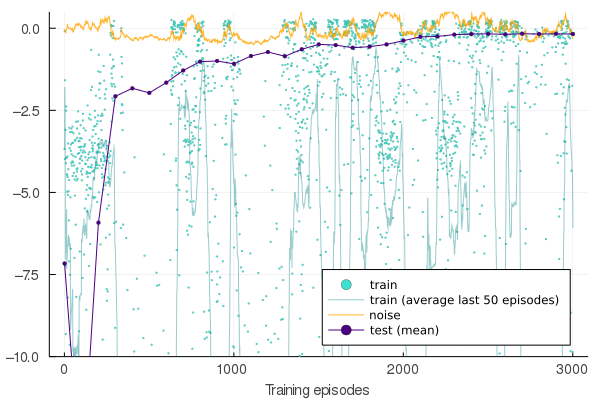 0.0
−2.5
−5.0
−7.5
−10.0
0
1000
2000
3000
Training episodes
train
train (average last 50 episodes)
noise
test (mean)